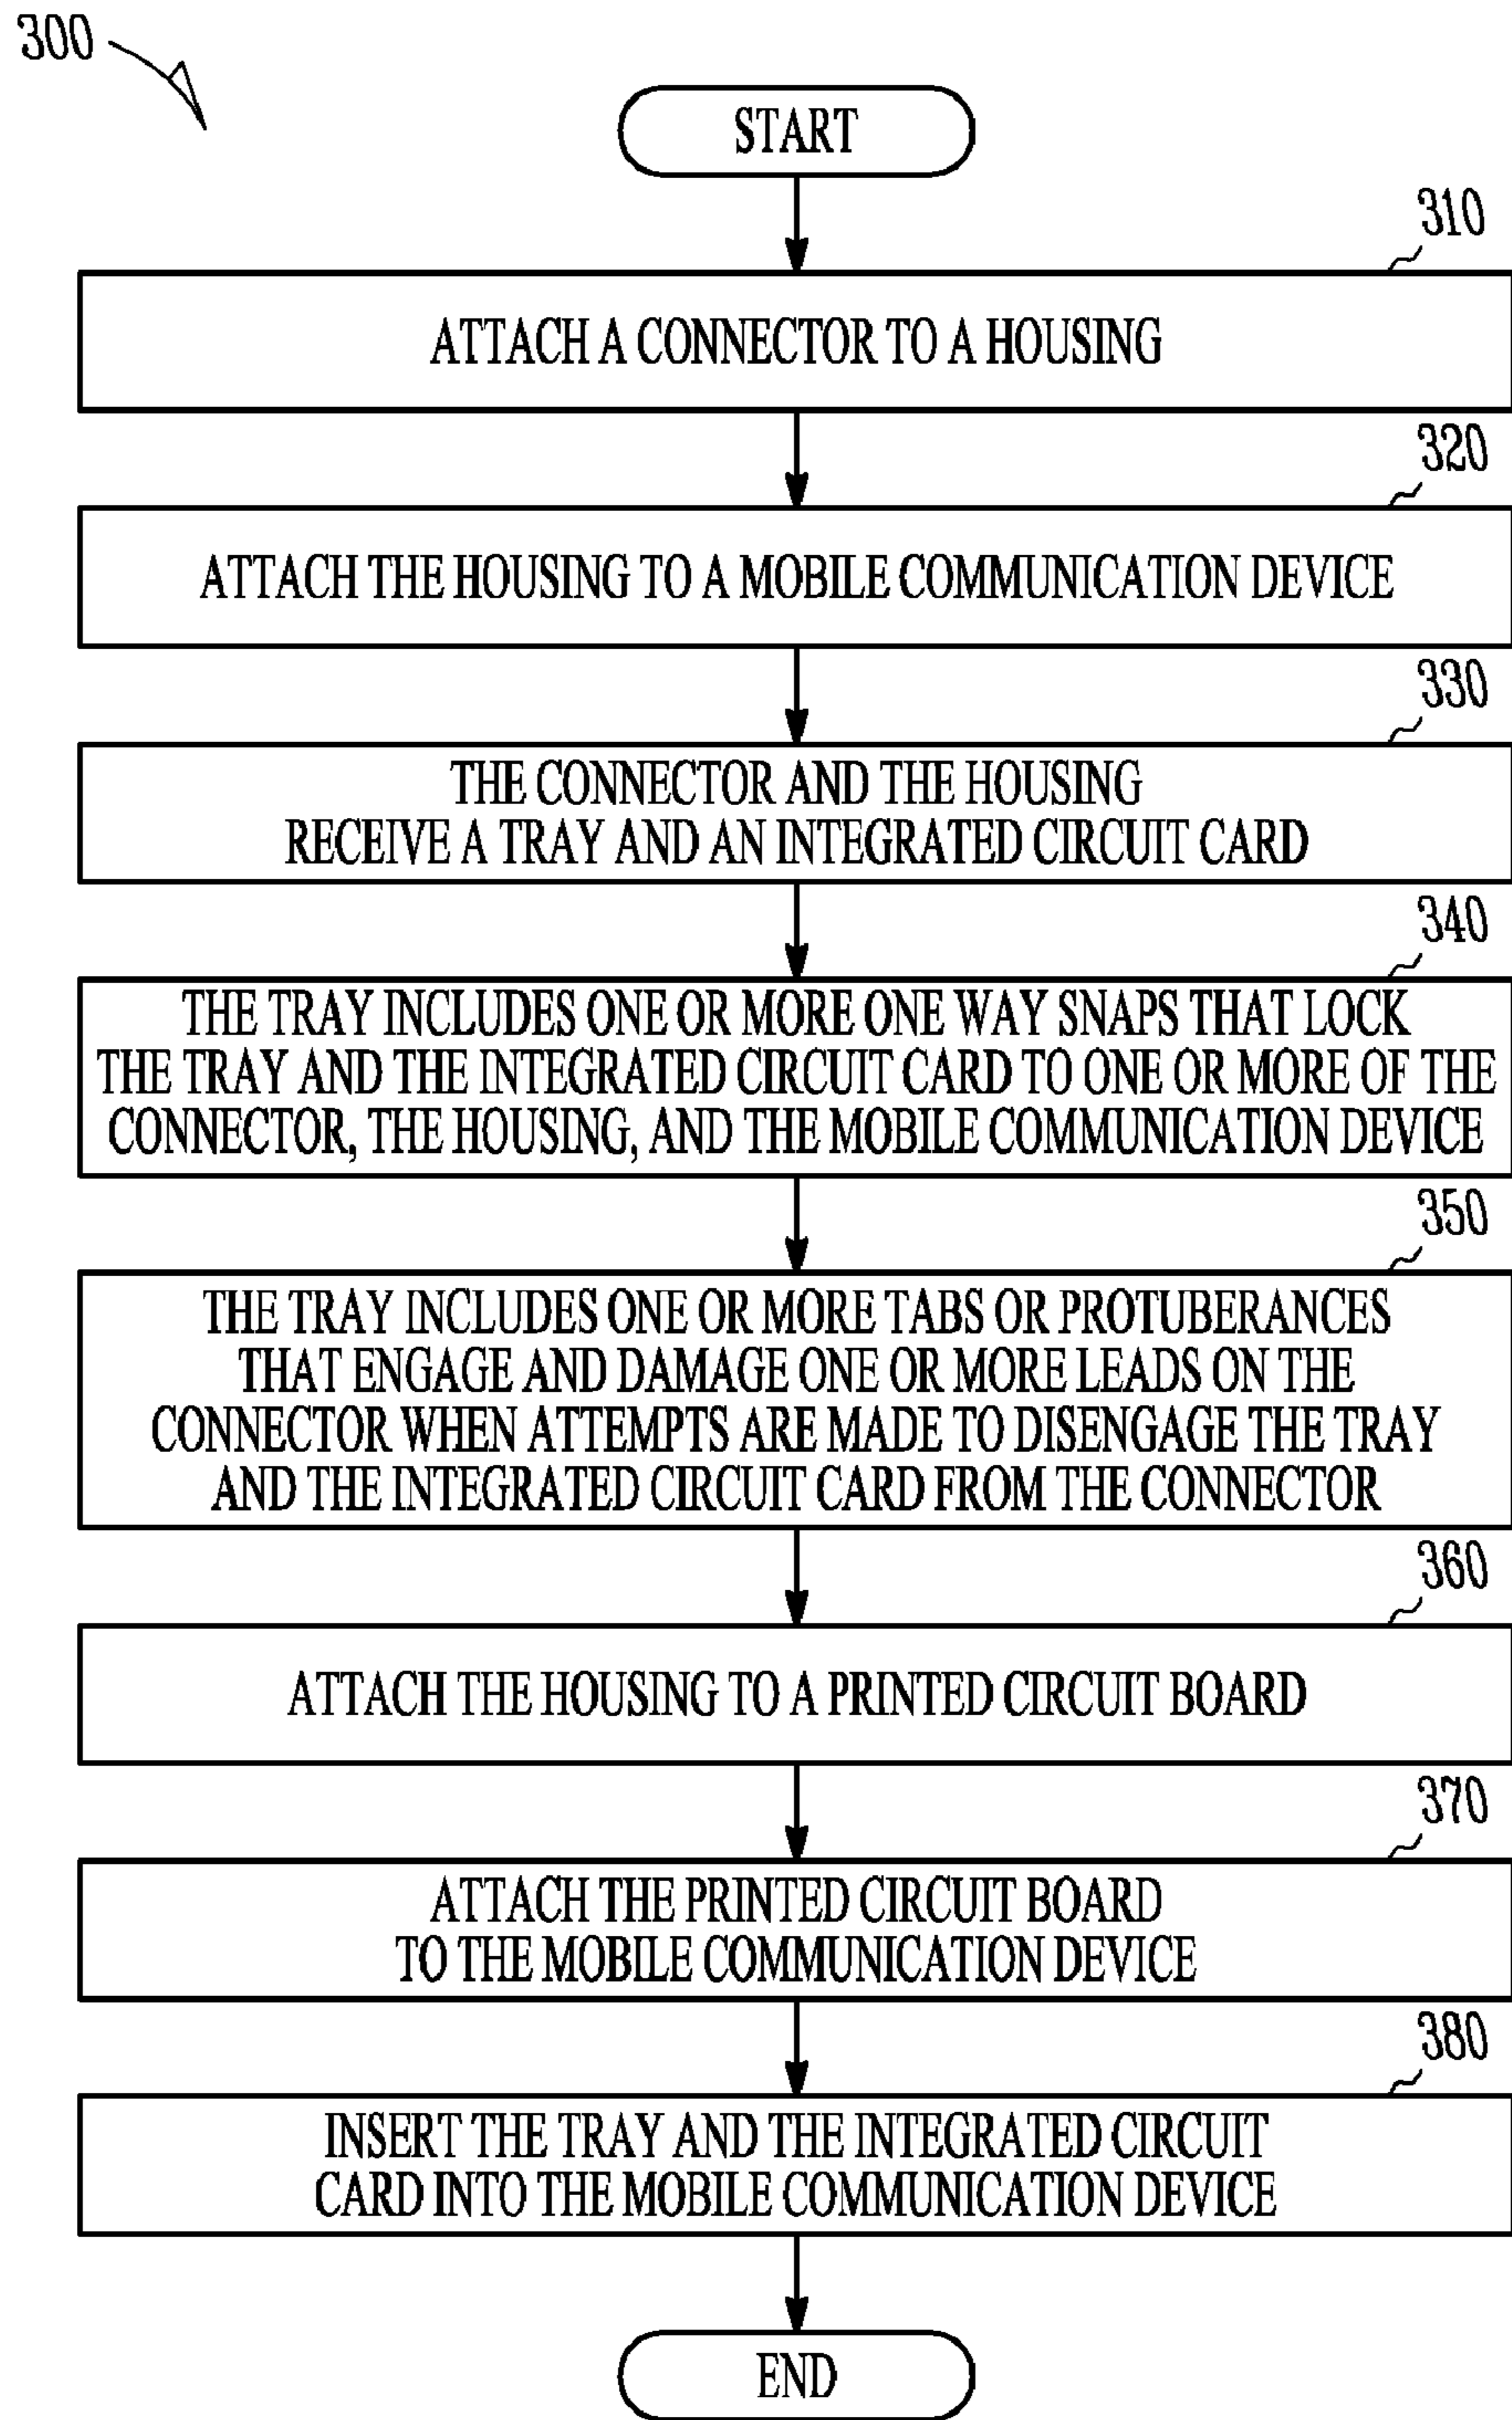 300
START
310
ATTACH A CONNECTOR TO A HOUSING
320
ATTACH THE HOUSING TO A MOBILE COMMUNICATION DEVICE
330
THE CONNECTOR AND THE HOUSING
RECEIVE A TRAY AND AN INTEGRATED CIRCUIT CARD
340
THE TRAY INCLUDES ONE OR MORE ONE WAY SNAPS THAT LOCK
THE TRAY AND THE INTEGRATED CIRCUIT CARD TO ONE OR MORE OF THE
CONNECTOR, THE HOUSING, AND THE MOBILE COMMUNICATION DEVICE
350
THE TRAY INCLUDES ONE OR MORE TABS OR PROTUBERANCES
THAT ENGAGE AND DAMAGE ONE OR MORE LEADS ON THE
CONNECTOR WHEN ATTEMPTS ARE MADE TO DISENGAGE THE TRAY
AND THE INTEGRATED CIRCUIT CARD FROM THE CONNECTOR
360
ATTACH THE HOUSING TO A PRINTED CIRCUIT BOARD
370
ATTACH THE PRINTED CIRCUIT BOARD
TO THE MOBILE COMMUNICATION DEVICE
380
INSERT THE TRAY AND THE INTEGRATED CIRCUIT
CARD INTO THE MOBILE COMMUNICATION DEVICE
END